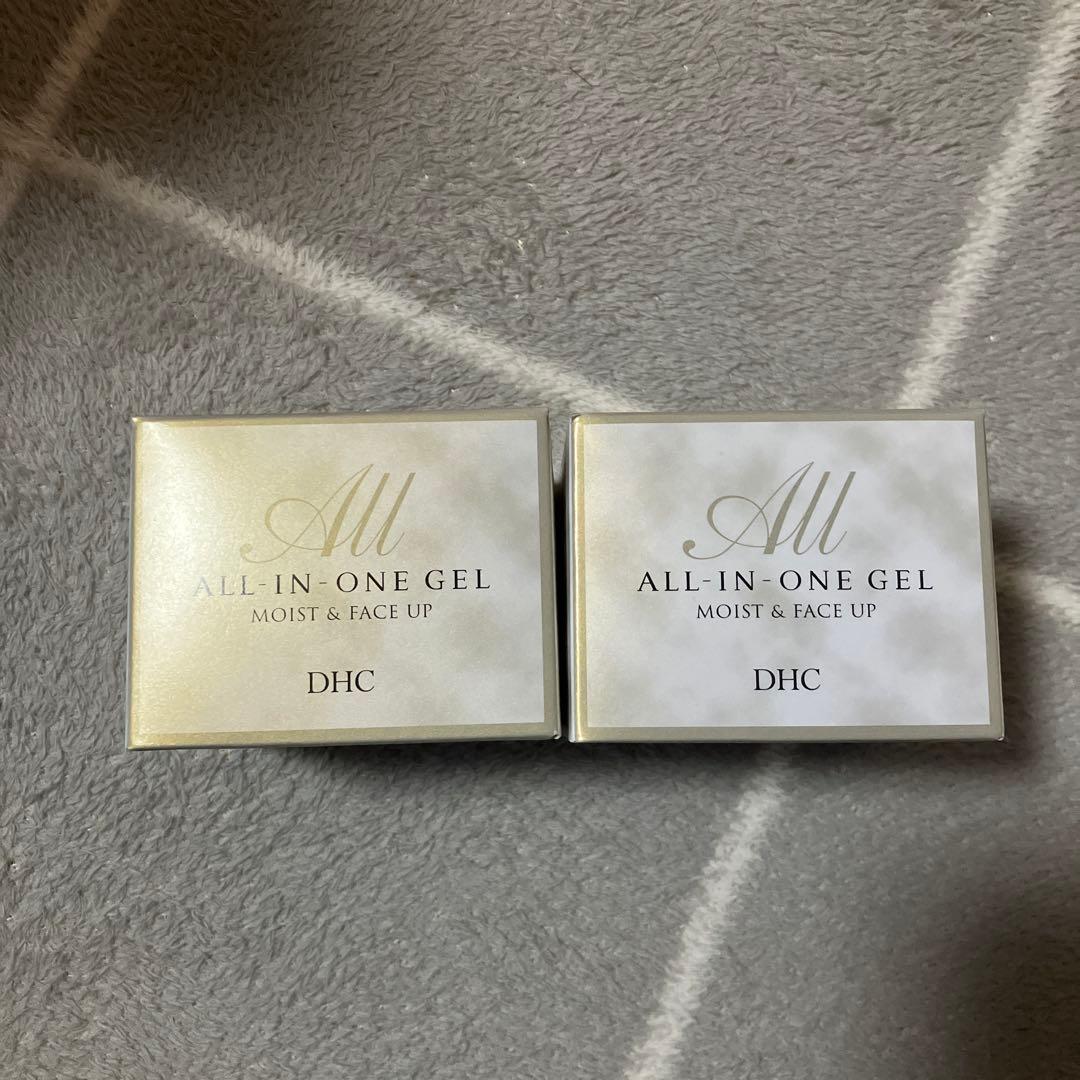 All
ALL-IN-ONE GEL
MOIST & FACE UP
DHC
All
ALL-IN-ONE GEL
MOIST & FACE UP
DHC